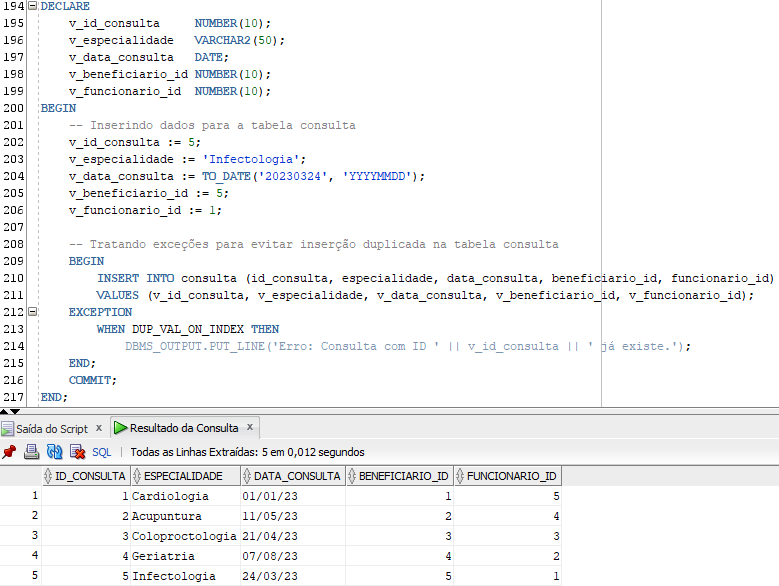 194 DECLARE
195 v_id_consulta NUMBER(10);
196 v_especialidade VARCHAR2(50);
197 v_data_consulta DATE;
198 v_beneficiario_id NUMBER(10);
199 v_funcionario_id NUMBER(10);
200 BEGIN
201 -- Inserindo dados para a tabela consulta
202 v_id_consulta := 5;
203 v_especialidade := 'Infectologia';
204 v_data_consulta := TO_DATE('20230324', 'YYYYMMDD');
205 v_beneficiario_id := 5;
206 v_funcionario_id := 1;
207
208 -- Tratando exceções para evitar inserção duplicada na tabela consulta
209 BEGIN
210 INSERT INTO consulta (id_consulta, especialidade, data_consulta, beneficiario_id, funcionario_id)
211 VALUES (v_id_consulta, v_especialidade, v_data_consulta, v_beneficiario_id, v_funcionario_id);
212 EXCEPTION
213 WHEN DUP_VAL_ON_INDEX THEN
214 DBMS_OUTPUT.PUT_LINE('Erro: Consulta com ID ' || v_id_consulta || ' já existe.');
215 END;
216 COMMIT;
217 END;
Saída do Script x Resultado da Consulta x
SQL | Todas as Linhas Extraídas: 5 em 0,012 segundos
ID_CONSULTA ESPECIALIDADE DATA_CONSULTA BENEFICIARIO_ID FUNCIONARIO_ID
1 1 Cardiologia 01/01/23 1 5
2 2 Acupuntura 11/05/23 2 4
3 3 Coloproctologia 21/04/23 3 3
4 4 Geriatria 07/08/23 4 2
5 5 Infectologia 24/03/23 5 1